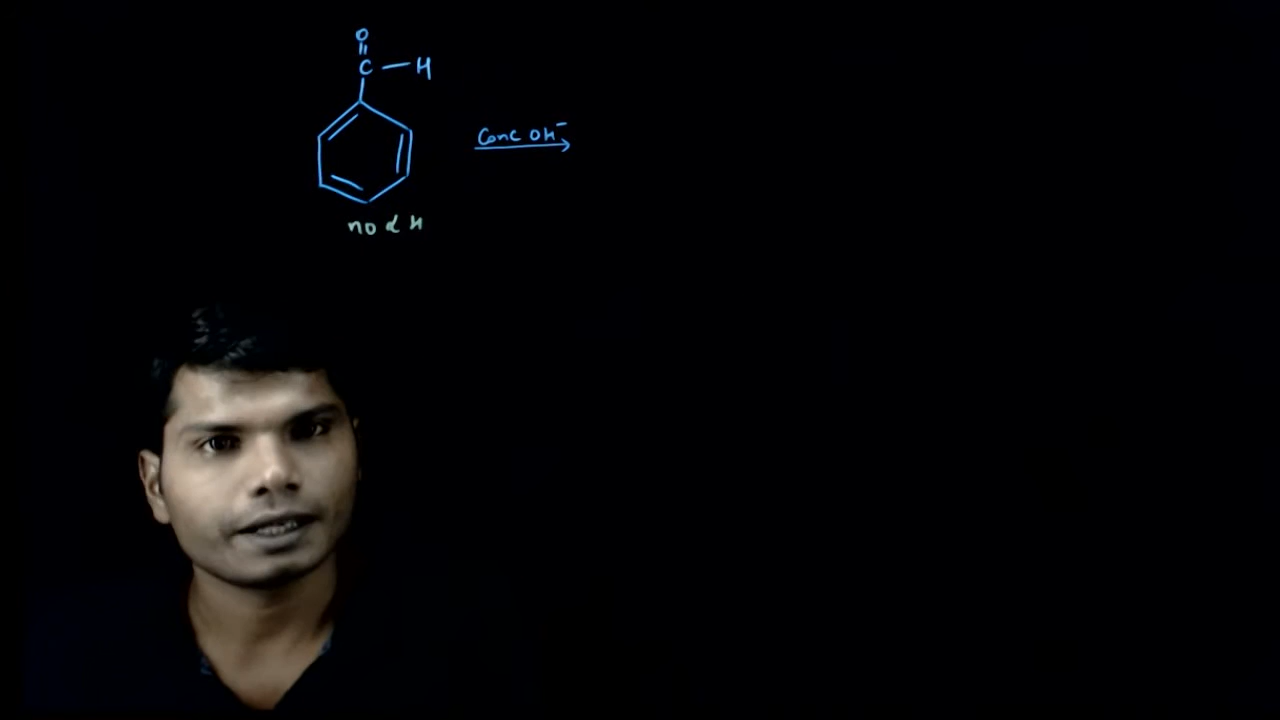 O
C — H
Conc OH⁻
no α H